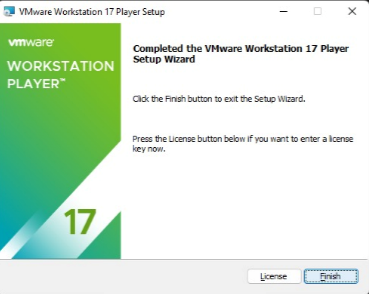 VMware Workstation 17 Player Setup
vmware
WORKSTATION
PLAYER™
17
Completed the VMware Workstation 17 Player
Setup Wizard
Click the Finish button to exit the Setup Wizard.
Press the License button below if you want to enter a license
key now.
License
Finish